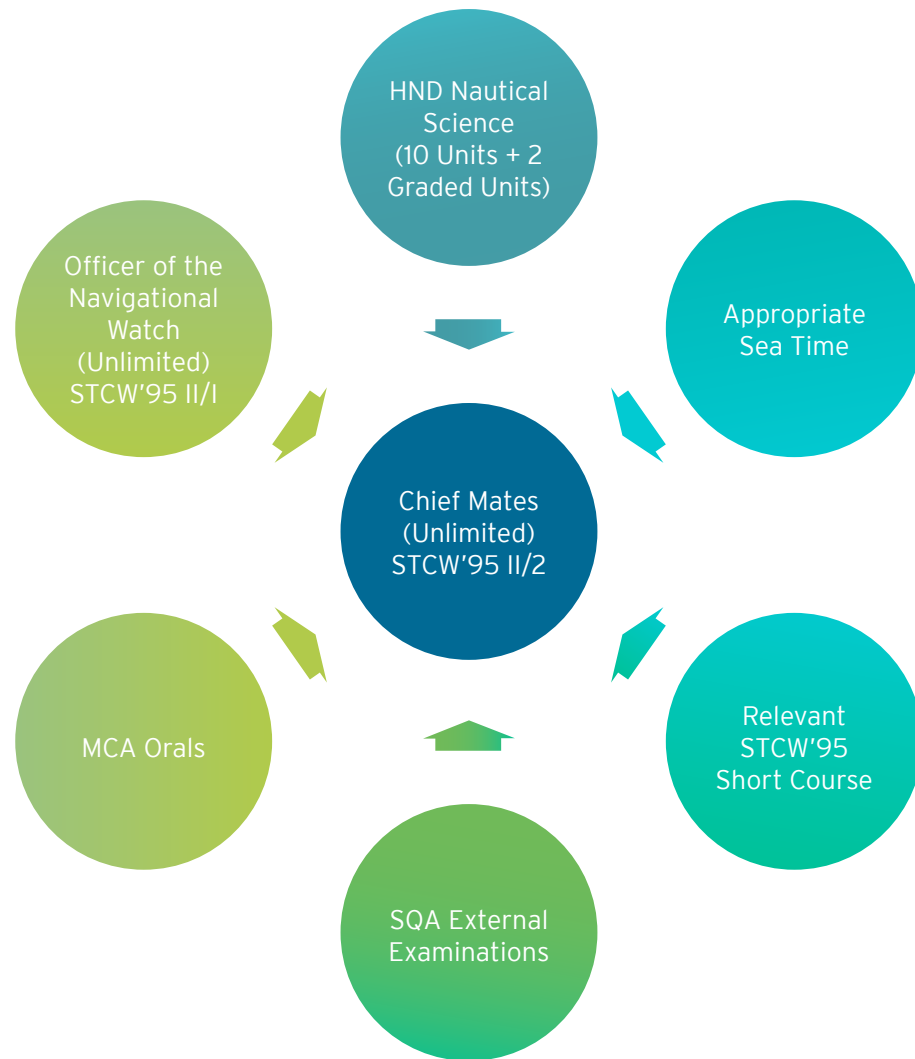 HND Nautical
Science
(10 Units + 2
Graded Units)
Officer of the
Navigational
Watch
(Unlimited)
STCW’95 II/I
Appropriate
Sea Time
Chief Mates
(Unlimited)
STCW’95 II/2
MCA Orals
Relevant
STCW’95
Short Course
SQA External
Examinations